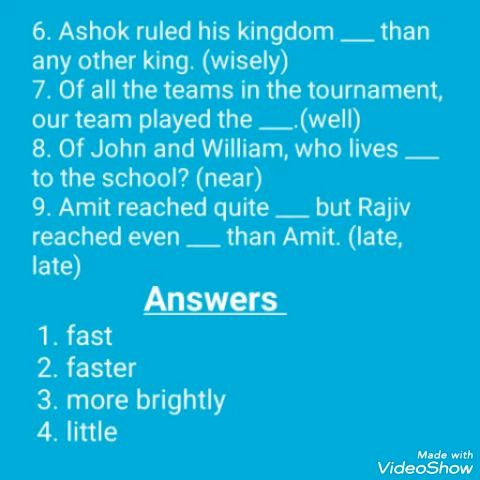 6. Ashok ruled his kingdom ___ than
any other king. (wisely)
7. Of all the teams in the tournament,
our team played the ___.(well)
8. Of John and William, who lives ___
to the school? (near)
9. Amit reached quite ___ but Rajiv
reached even ___ than Amit. (late,
late)
Answers
1. fast
2. faster
3. more brightly
4. little
Made with
VideoShow